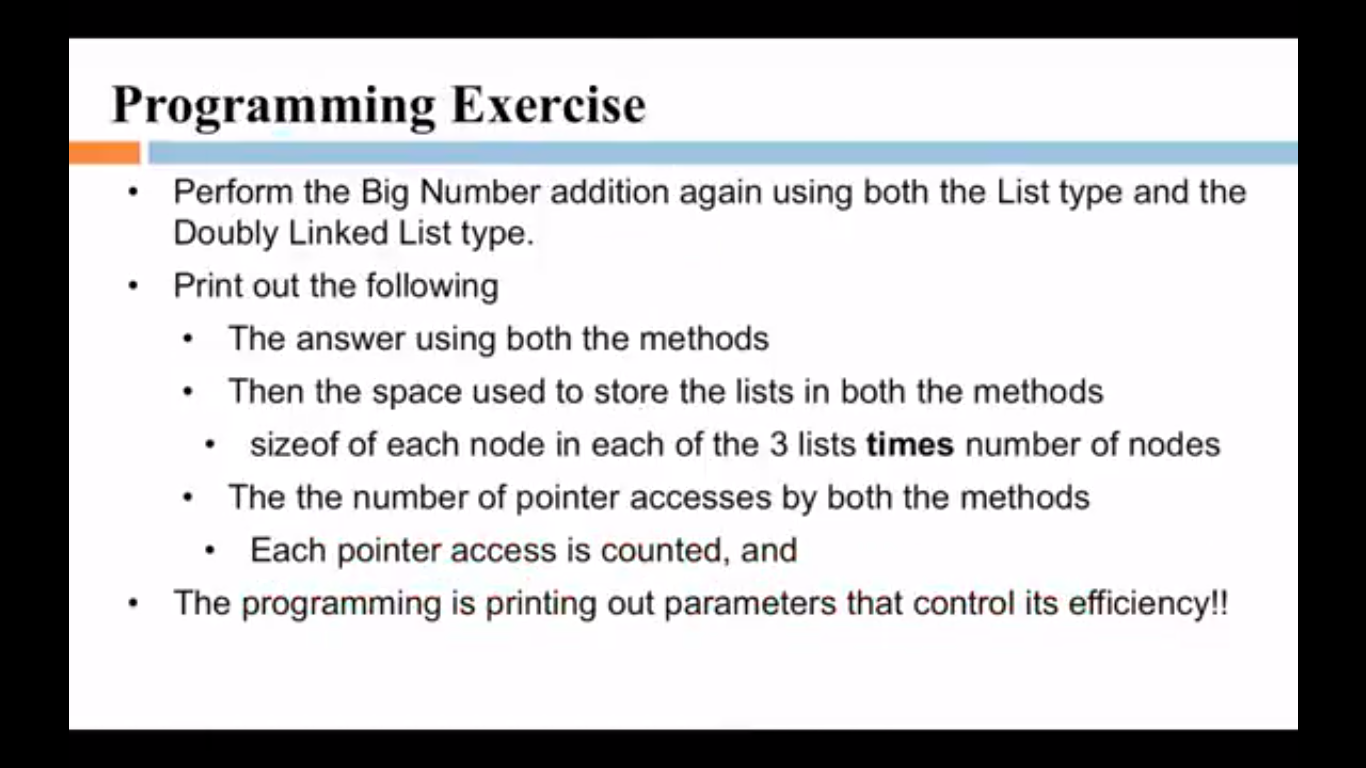 Programming Exercise
• Perform the Big Number addition again using both the List type and the
Doubly Linked List type.
• Print out the following
• The answer using both the methods
• Then the space used to store the lists in both the methods
• sizeof of each node in each of the 3 lists times number of nodes
• The the number of pointer accesses by both the methods
• Each pointer access is counted, and
• The programming is printing out parameters that control its efficiency!!